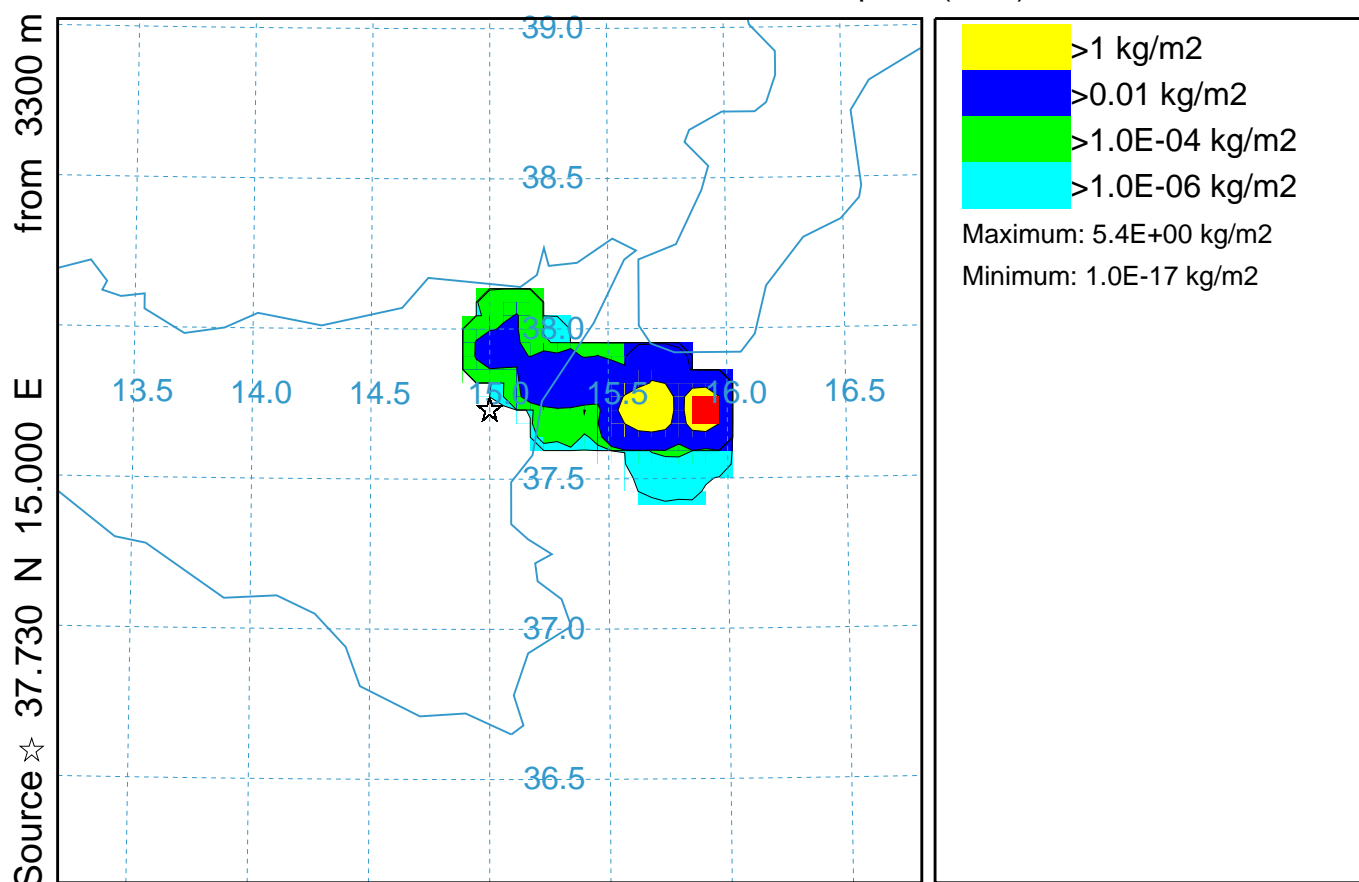 Source ☆ 37.730 N 15.000 E from 3300 m
39.0
38.5
38.0
13.5 14.0 14.5 15.0 15.5 16.0 16.5
37.5
37.0
36.5
>1 kg/m2
>0.01 kg/m2
>1.0E-04 kg/m2
>1.0E-06 kg/m2
Maximum: 5.4E+00 kg/m2
Minimum: 1.0E-17 kg/m2